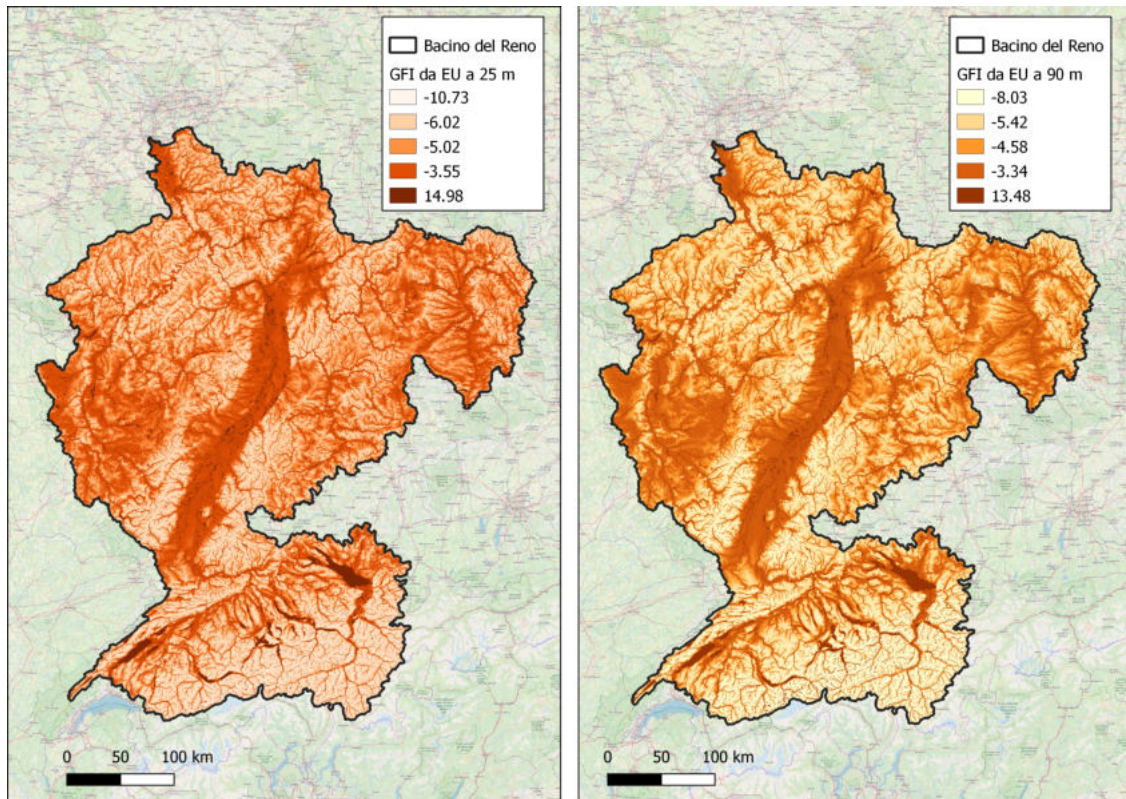 Bacino del Reno
GFI da EU a 25 m
-10.73
-6.02
-5.02
-3.55
14.98
0 50 100 km
Bacino del Reno
GFI da EU a 90 m
-8.03
-5.42
-4.58
-3.34
13.48
0 50 100 km